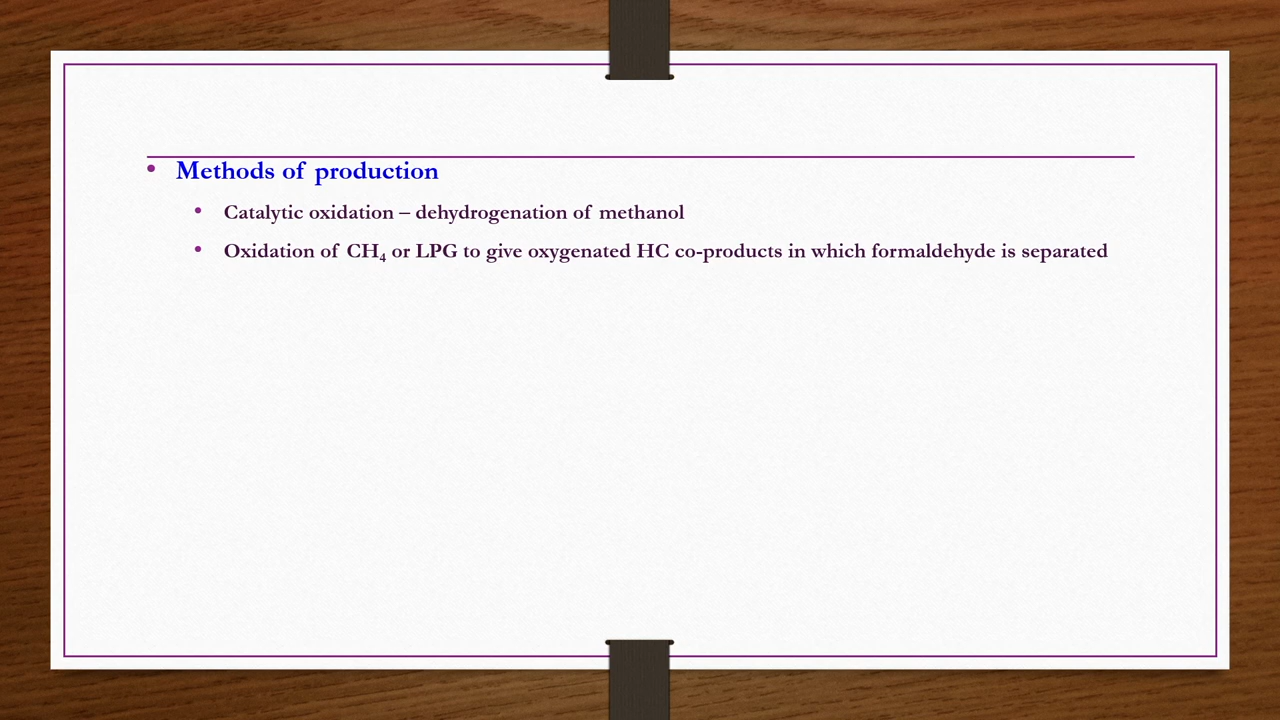 • Methods of production
• Catalytic oxidation – dehydrogenation of methanol
• Oxidation of CH₄ or LPG to give oxygenated HC co-products in which formaldehyde is separated